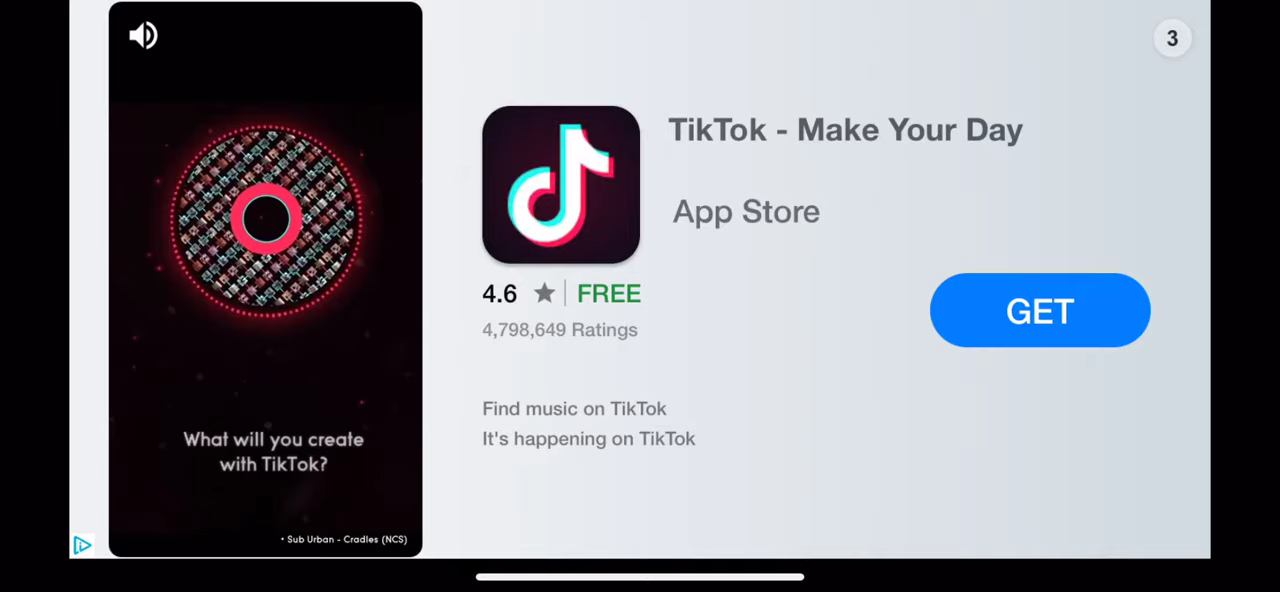 3
TikTok - Make Your Day
App Store
4.6
FREE
4,798,649 Ratings
GET
Find music on TikTok
It's happening on TikTok
What will you create
with TikTok?
• Sub Urban - Cradles (NCS)